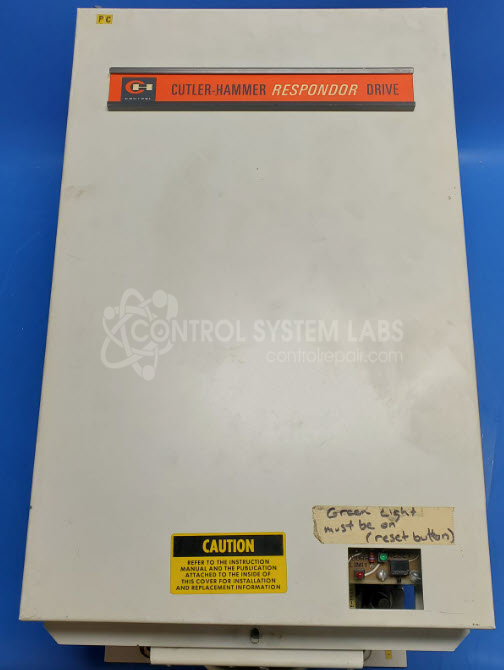 PC
CUTLER-HAMMER RESPONDOR DRIVE
CONTROL SYSTEM LABS
controlrepair.com
Green Light
must be on
(reset button)
CAUTION
REFER TO THE INSTRUCTION
MANUAL AND THE PUBLICATION
ATTACHED TO THE INSIDE OF
THIS COVER FOR INSTALLATION
AND REPLACEMENT INFORMATION